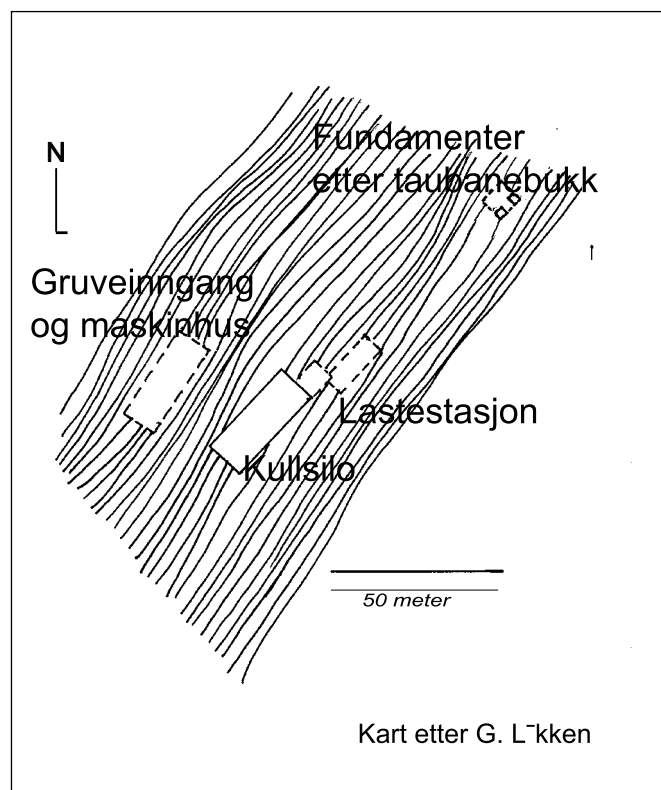 Fundamenter
etter taubanebukk
N
Gruveinngang
og maskinhus
Lastestasjon
Kullsilo
50 meter
Kart etter G. L¯kken